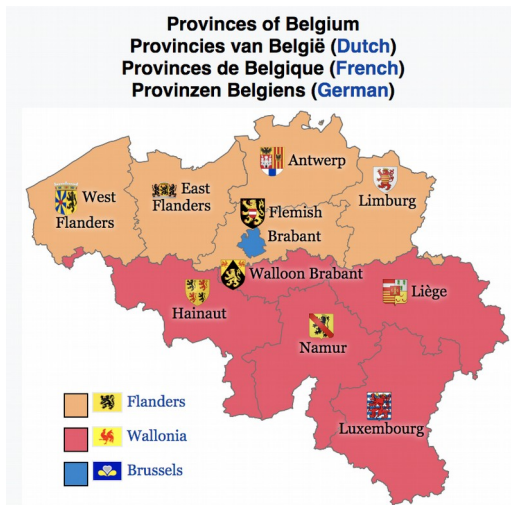 Provinces of Belgium
Provincies van België (Dutch)
Provinces de Belgique (French)
Provinzen Belgiens (German)
Antwerp
West
Flanders
East
Flanders
Limburg
Flemish
Brabant
Walloon Brabant
Hainaut
Liège
Namur
Luxembourg
Flanders
Wallonia
Brussels